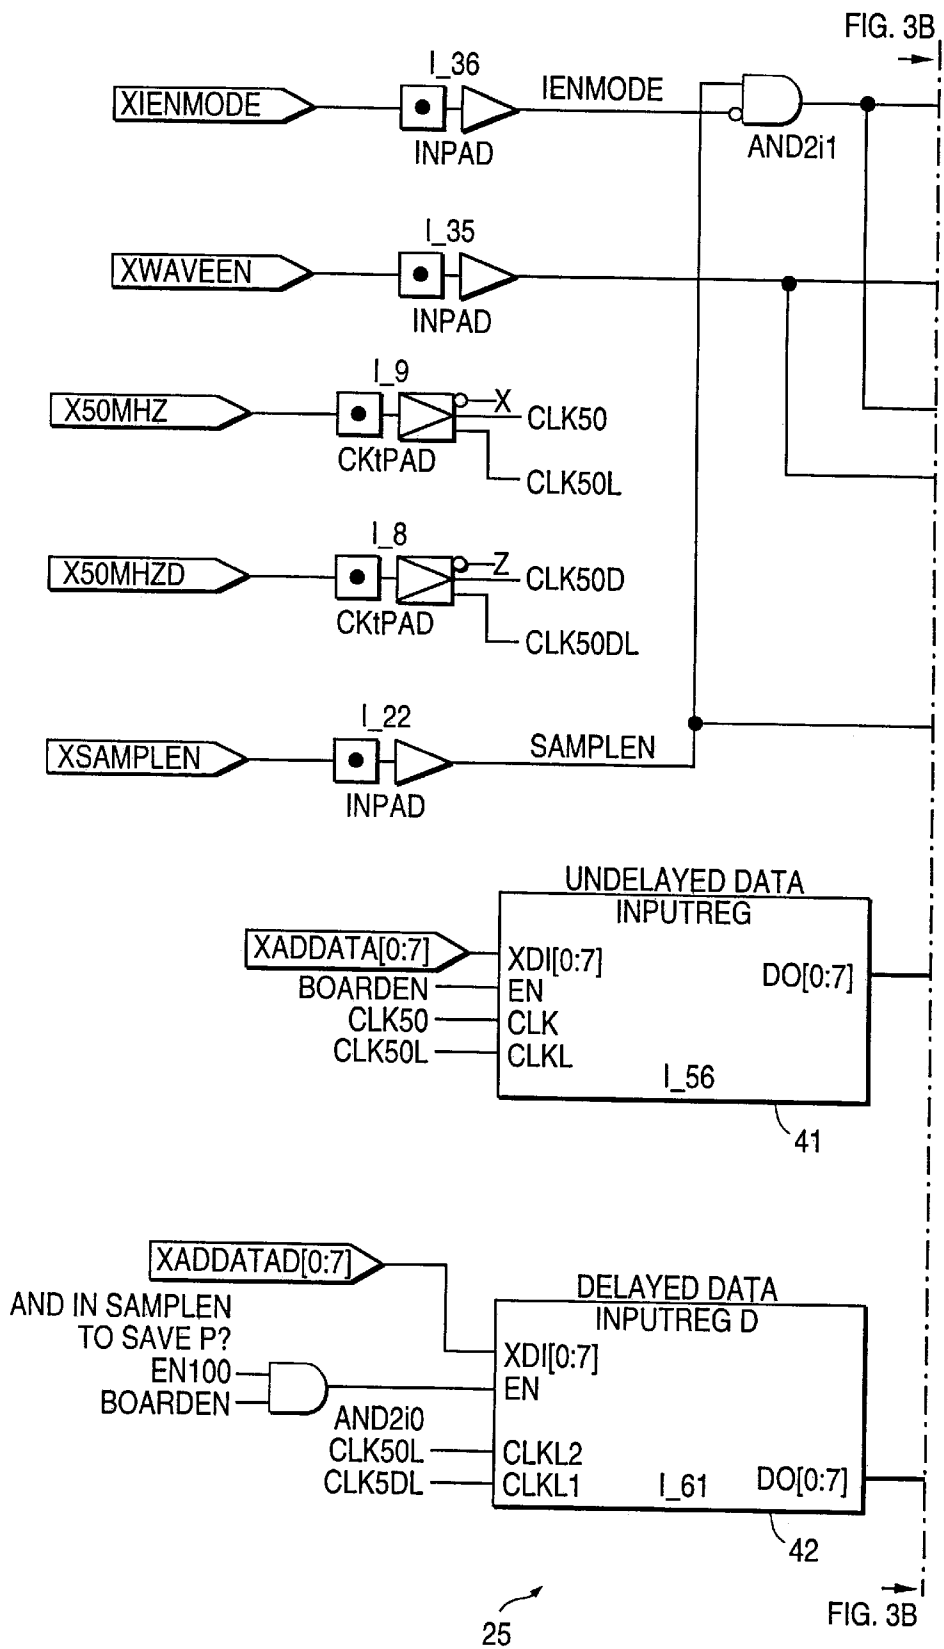 FIG. 3B
I_36
XIENMODE
IENMODE
INPAD
AND2i1
I_35
XWAVEEN
INPAD
I_9
X50MHZ
X
CLK50
CKtPAD
CLK50L
I_8
X50MHZD
Z
CLK50D
CKtPAD
CLK50DL
I_22
XSAMPLEN
SAMPLEN
INPAD
UNDELAYED DATA
INPUTREG
XADDATA[0:7]
XDI[0:7]
DO[0:7]
BOARDEN
EN
CLK50
CLK
CLK50L
CLKL
I_56
41
XADDATAD[0:7]
DELAYED DATA
INPUTREG D
AND IN SAMPLEN
TO SAVE P?
XDI[0:7]
EN100
EN
BOARDEN
AND2i0
CLK50L
CLKL2
CLK5DL
CLKL1
I_61
DO[0:7]
42
25
FIG. 3B